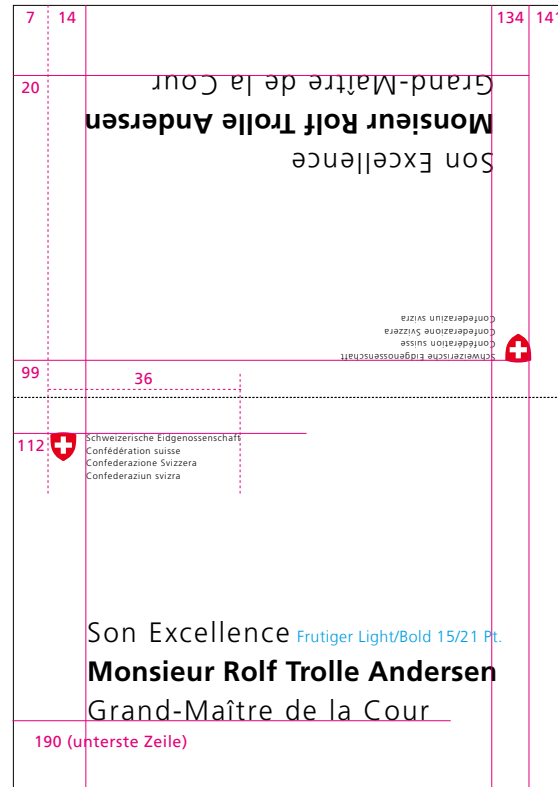 7 14 134 141
20
Grand-Maître de la Cour
Monsieur Rolf Trolle Andersen
Son Excellence
Confederaziun svizra
Confederazione Svizzera
Confédération suisse
Schweizerische Eidgenossenschaft
99
36
112
Schweizerische Eidgenossenschaft
Confédération suisse
Confederazione Svizzera
Confederaziun svizra
Son Excellence Frutiger Light/Bold 15/21 Pt.
Monsieur Rolf Trolle Andersen
Grand-Maître de la Cour
190 (unterste Zeile)